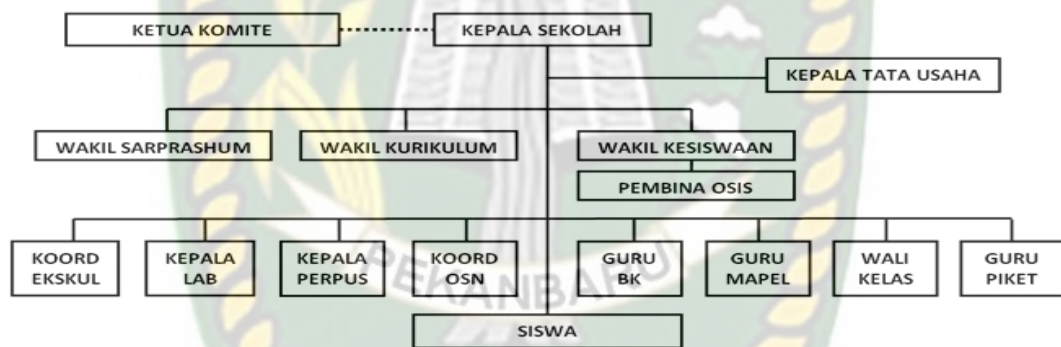 KETUA KOMITE
KEPALA SEKOLAH
KEPALA TATA USAHA
WAKIL SARPRASHUM
WAKIL KURIKULUM
WAKIL KESISWAAN
PEMBINA OSIS
KOORD
EKSKUL
KEPALA
LAB
KEPALA
PERPUS
KOORD
OSN
GURU
BK
GURU
MAPEL
WALI
KELAS
GURU
PIKET
PEKANBARU
SISWA